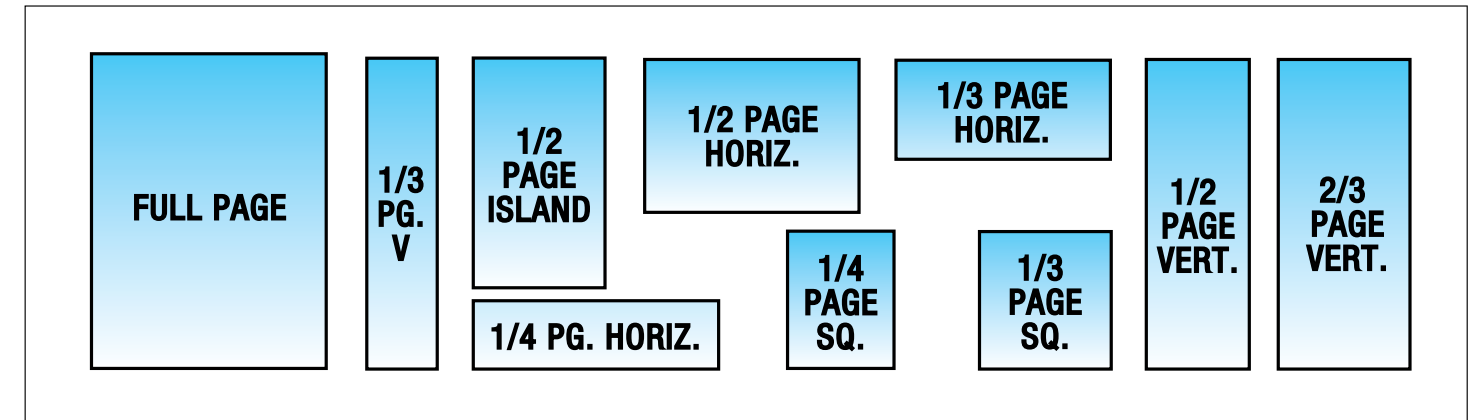 FULL PAGE
1/3
PG.
V
1/2
PAGE
ISLAND
1/4 PG. HORIZ.
1/2 PAGE
HORIZ.
1/4
PAGE
SQ.
1/3 PAGE
HORIZ.
1/3
PAGE
SQ.
1/2
PAGE
VERT.
2/3
PAGE
VERT.